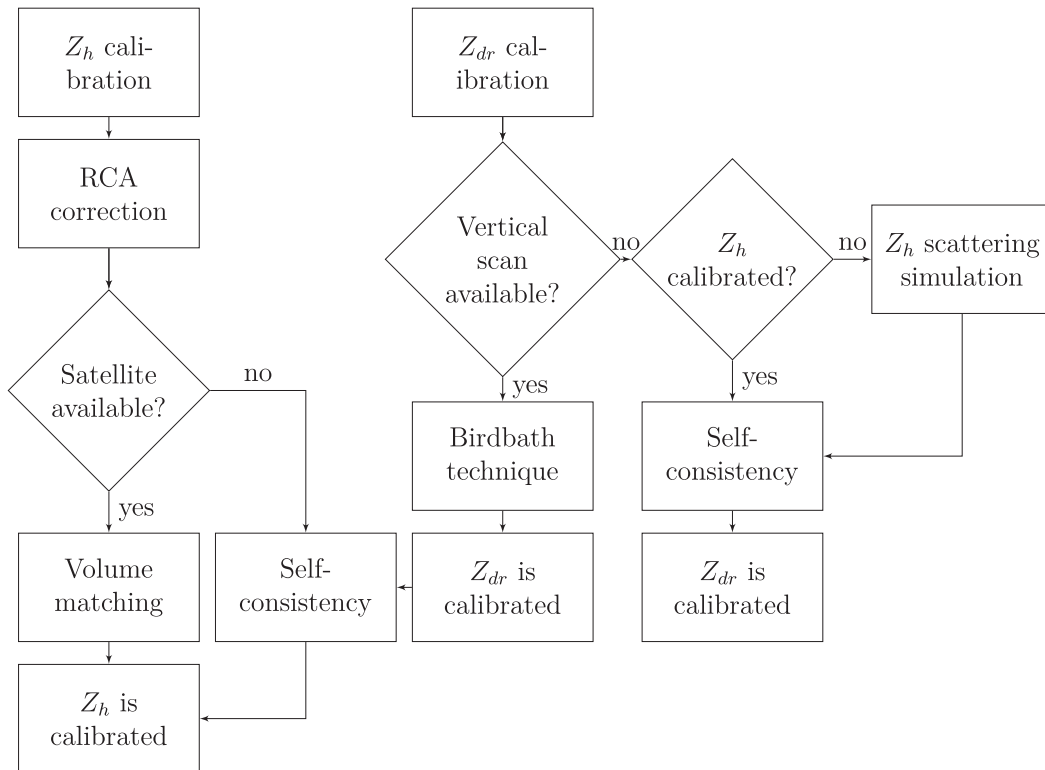 Z_h cali-
bration
RCA
correction
Satellite
available?
no
yes
Volume
matching
Self-
consistency
Z_h is
calibrated
Z_dr cal-
ibration
Vertical
scan
available?
no
yes
Birdbath
technique
Z_dr is
calibrated
Z_h
calibrated?
no
yes
Z_h scattering
simulation
Self-
consistency
Z_dr is
calibrated